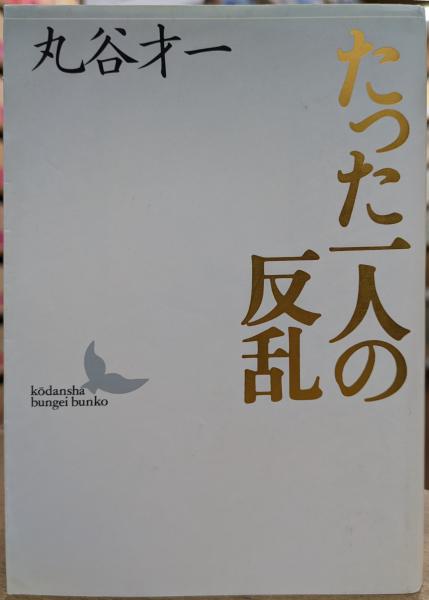 丸谷才一
たった一人の
反乱
kōdansha
bungei bunko